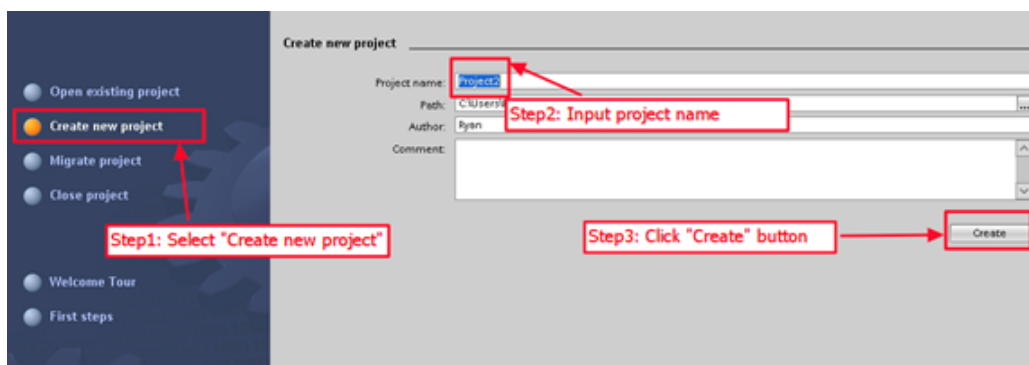 Create new project
Open existing project
Create new project
Migrate project
Close project
Welcome Tour
First steps
Project name: Project2
Path: C:\Users\
...
Author: Ryan
Comment:
Step2: Input project name
Step1: Select "Create new project"
Step3: Click "Create" button
Create